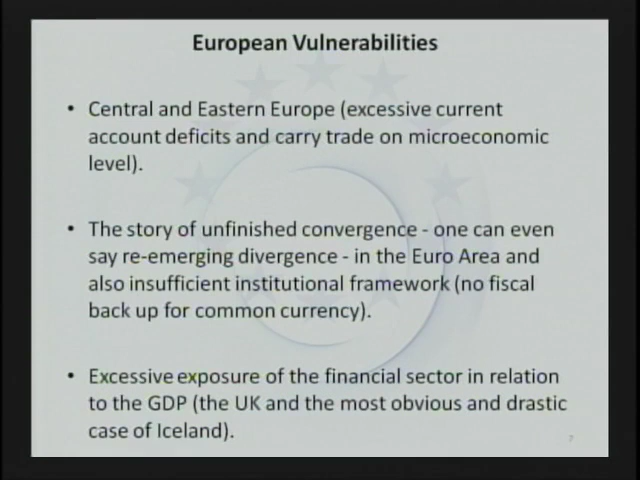 European Vulnerabilities
• Central and Eastern Europe (excessive current
account deficits and carry trade on microeconomic
level).
• The story of unfinished convergence - one can even
say re-emerging divergence - in the Euro Area and
also insufficient institutional framework (no fiscal
back up for common currency).
• Excessive exposure of the financial sector in relation
to the GDP (the UK and the most obvious and drastic
case of Iceland).
7